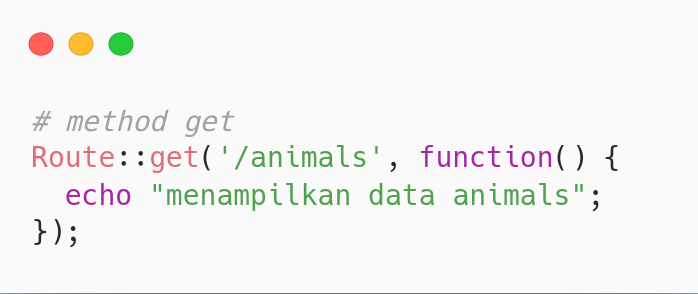 # method get
Route::get('/animals', function() {
  echo "menampilkan data animals";
});